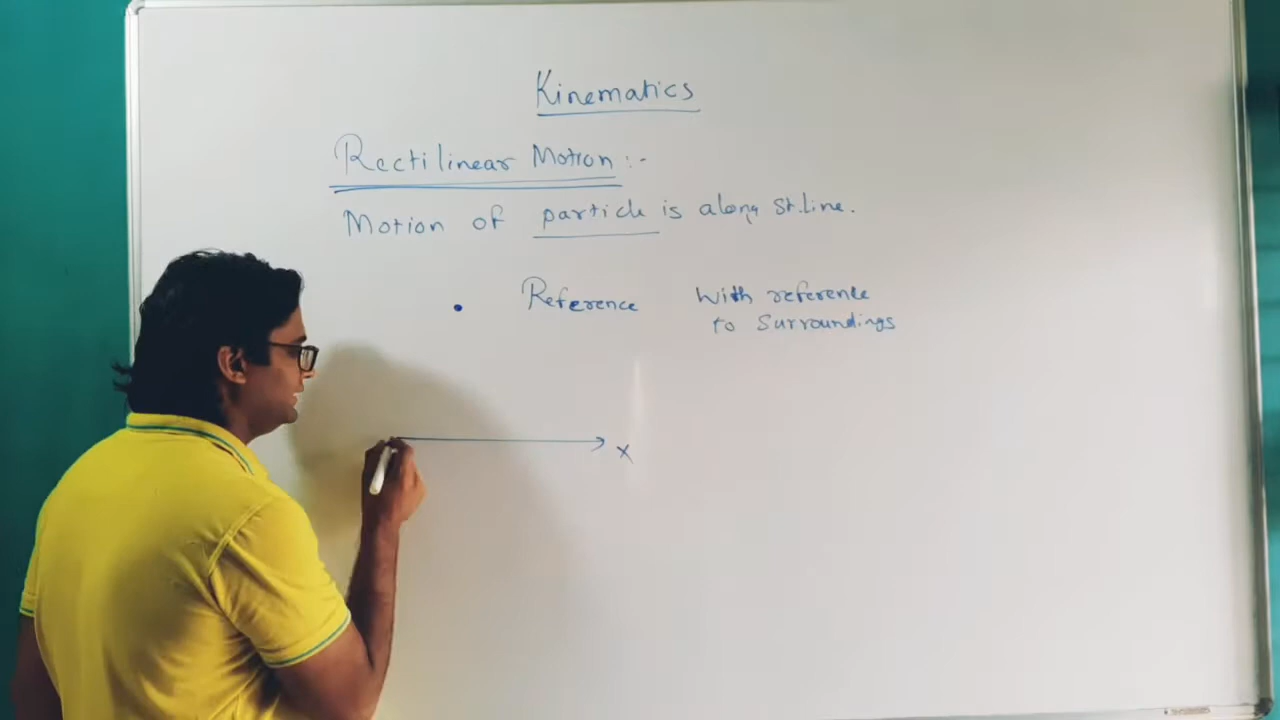 Kinematics
Rectilinear Motion :-
Motion of particle is along St. line.
Reference
With reference
to Surroundings
X